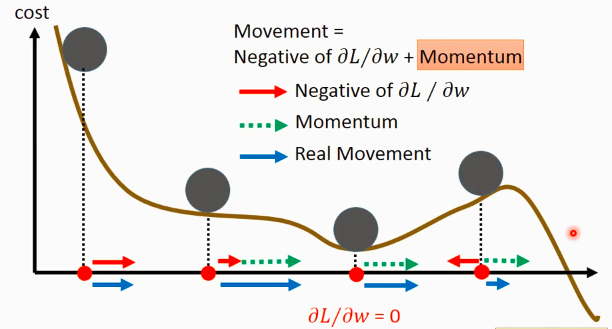 cost
Movement =
Negative of ∂L/∂w + Momentum
Negative of ∂L / ∂w
Momentum
Real Movement
∂L/∂w = 0